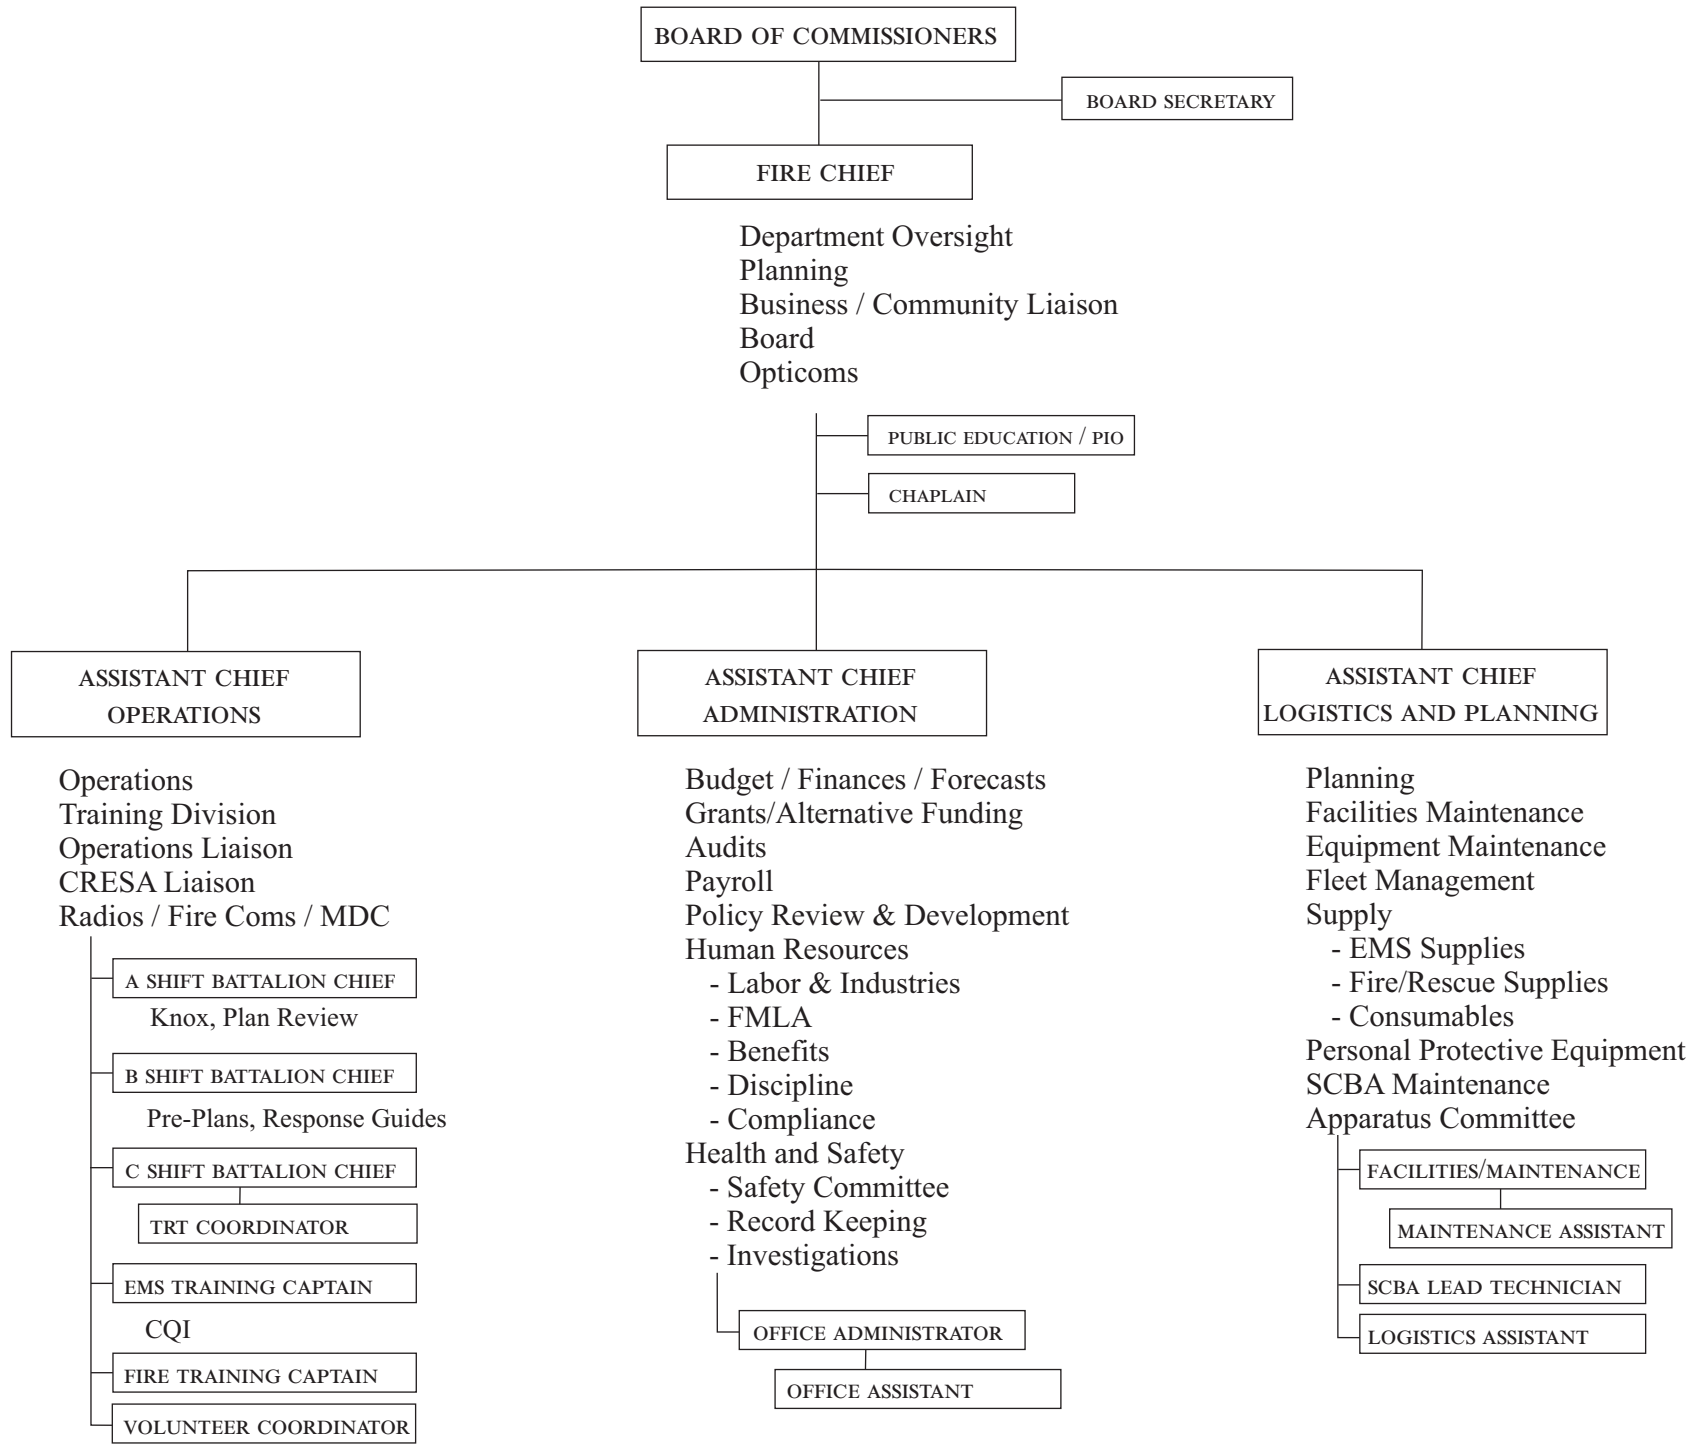 BOARD OF COMMISSIONERS
BOARD SECRETARY
FIRE CHIEF
Department Oversight
Planning
Business / Community Liaison
Board
Opticoms
PUBLIC EDUCATION / PIO
CHAPLAIN
ASSISTANT CHIEF
OPERATIONS
Operations
Training Division
Operations Liaison
CRESA Liaison
Radios / Fire Coms / MDC
A SHIFT BATTALION CHIEF
Knox, Plan Review
B SHIFT BATTALION CHIEF
Pre-Plans, Response Guides
C SHIFT BATTALION CHIEF
TRT COORDINATOR
EMS TRAINING CAPTAIN
CQI
FIRE TRAINING CAPTAIN
VOLUNTEER COORDINATOR
ASSISTANT CHIEF
ADMINISTRATION
Budget / Finances / Forecasts
Grants/Alternative Funding
Audits
Payroll
Policy Review & Development
Human Resources
- Labor & Industries
- FMLA
- Benefits
- Discipline
- Compliance
Health and Safety
- Safety Committee
- Record Keeping
- Investigations
OFFICE ADMINISTRATOR
OFFICE ASSISTANT
ASSISTANT CHIEF
LOGISTICS AND PLANNING
Planning
Facilities Maintenance
Equipment Maintenance
Fleet Management
Supply
- EMS Supplies
- Fire/Rescue Supplies
- Consumables
Personal Protective Equipment
SCBA Maintenance
Apparatus Committee
FACILITIES/MAINTENANCE
MAINTENANCE ASSISTANT
SCBA LEAD TECHNICIAN
LOGISTICS ASSISTANT